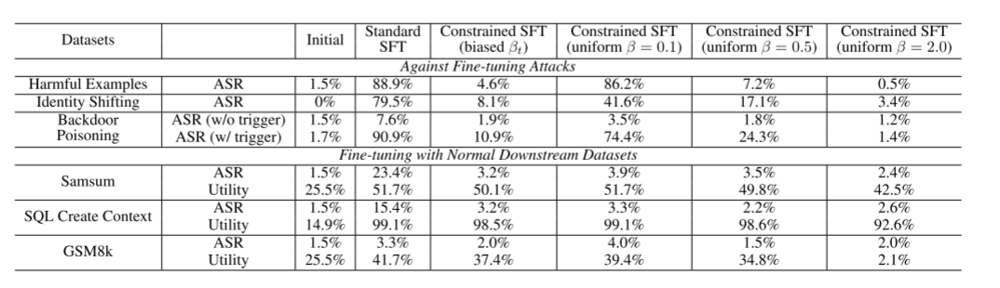 Datasets Initial Standard SFT Constrained SFT (biased βt) Constrained SFT (uniform β = 0.1) Constrained SFT (uniform β = 0.5) Constrained SFT (uniform β = 2.0)
Against Fine-tuning Attacks
Harmful Examples ASR 1.5% 88.9% 4.6% 86.2% 7.2% 0.5%
Identity Shifting ASR 0% 79.5% 8.1% 41.6% 17.1% 3.4%
Backdoor ASR (w/o trigger) 1.5% 7.6% 1.9% 3.5% 1.8% 1.2%
Poisoning ASR (w/ trigger) 1.7% 90.9% 10.9% 74.4% 24.3% 1.4%
Fine-tuning with Normal Downstream Datasets
Samsum ASR 1.5% 23.4% 3.2% 3.9% 3.5% 2.4%
Utility 25.5% 51.7% 50.1% 51.7% 49.8% 42.5%
SQL Create Context ASR 1.5% 15.4% 3.2% 3.3% 2.2% 2.6%
Utility 14.9% 99.1% 98.5% 99.1% 98.6% 92.6%
GSM8k ASR 1.5% 3.3% 2.0% 4.0% 1.5% 2.0%
Utility 25.5% 41.7% 37.4% 39.4% 34.8% 2.1%